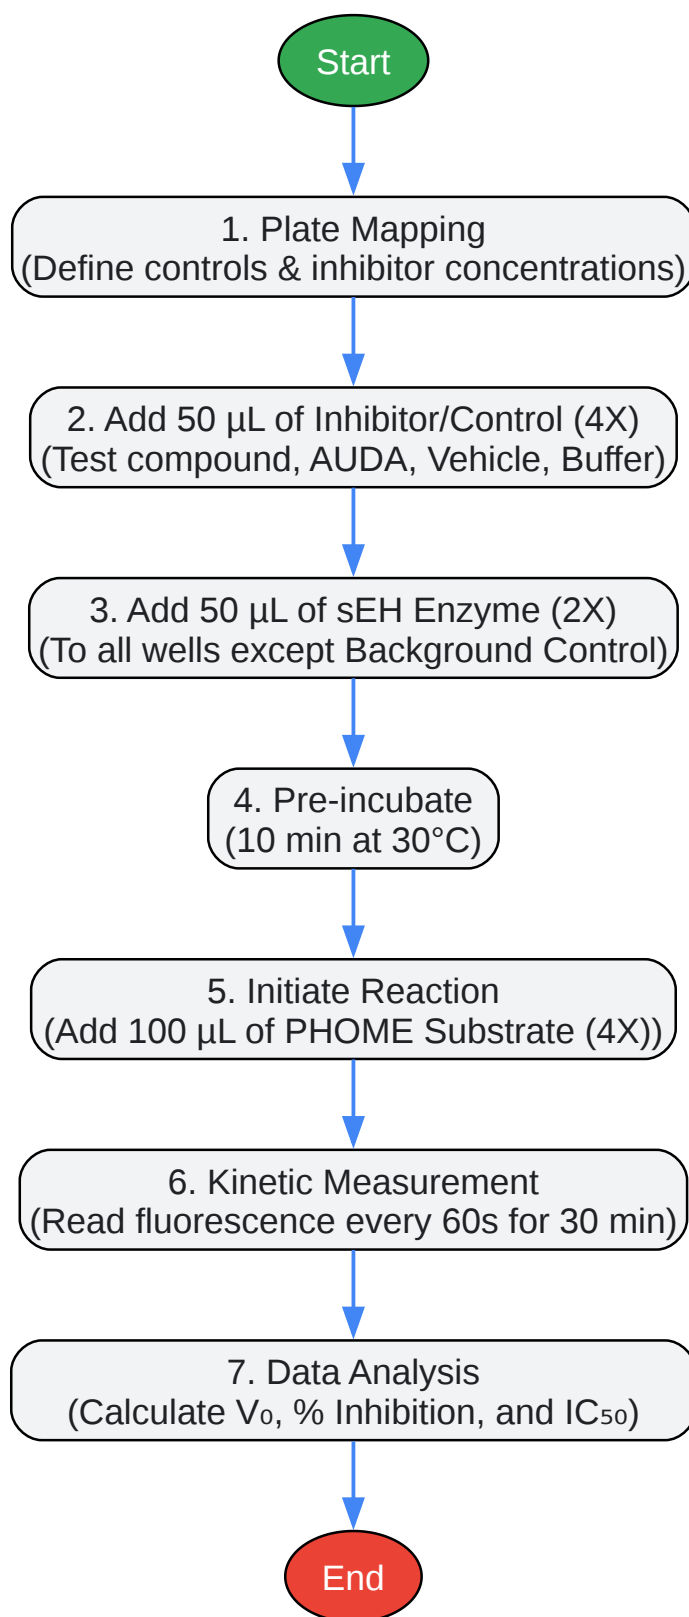 Start
1. Plate Mapping
(Define controls & inhibitor concentrations)
2. Add 50 µL of Inhibitor/Control (4X)
(Test compound, AUDA, Vehicle, Buffer)
3. Add 50 µL of sEH Enzyme (2X)
(To all wells except Background Control)
4. Pre-incubate
(10 min at 30°C)
5. Initiate Reaction
(Add 100 µL of PHOME Substrate (4X))
6. Kinetic Measurement
(Read fluorescence every 60s for 30 min)
7. Data Analysis
(Calculate V₀, % Inhibition, and IC₅₀)
End